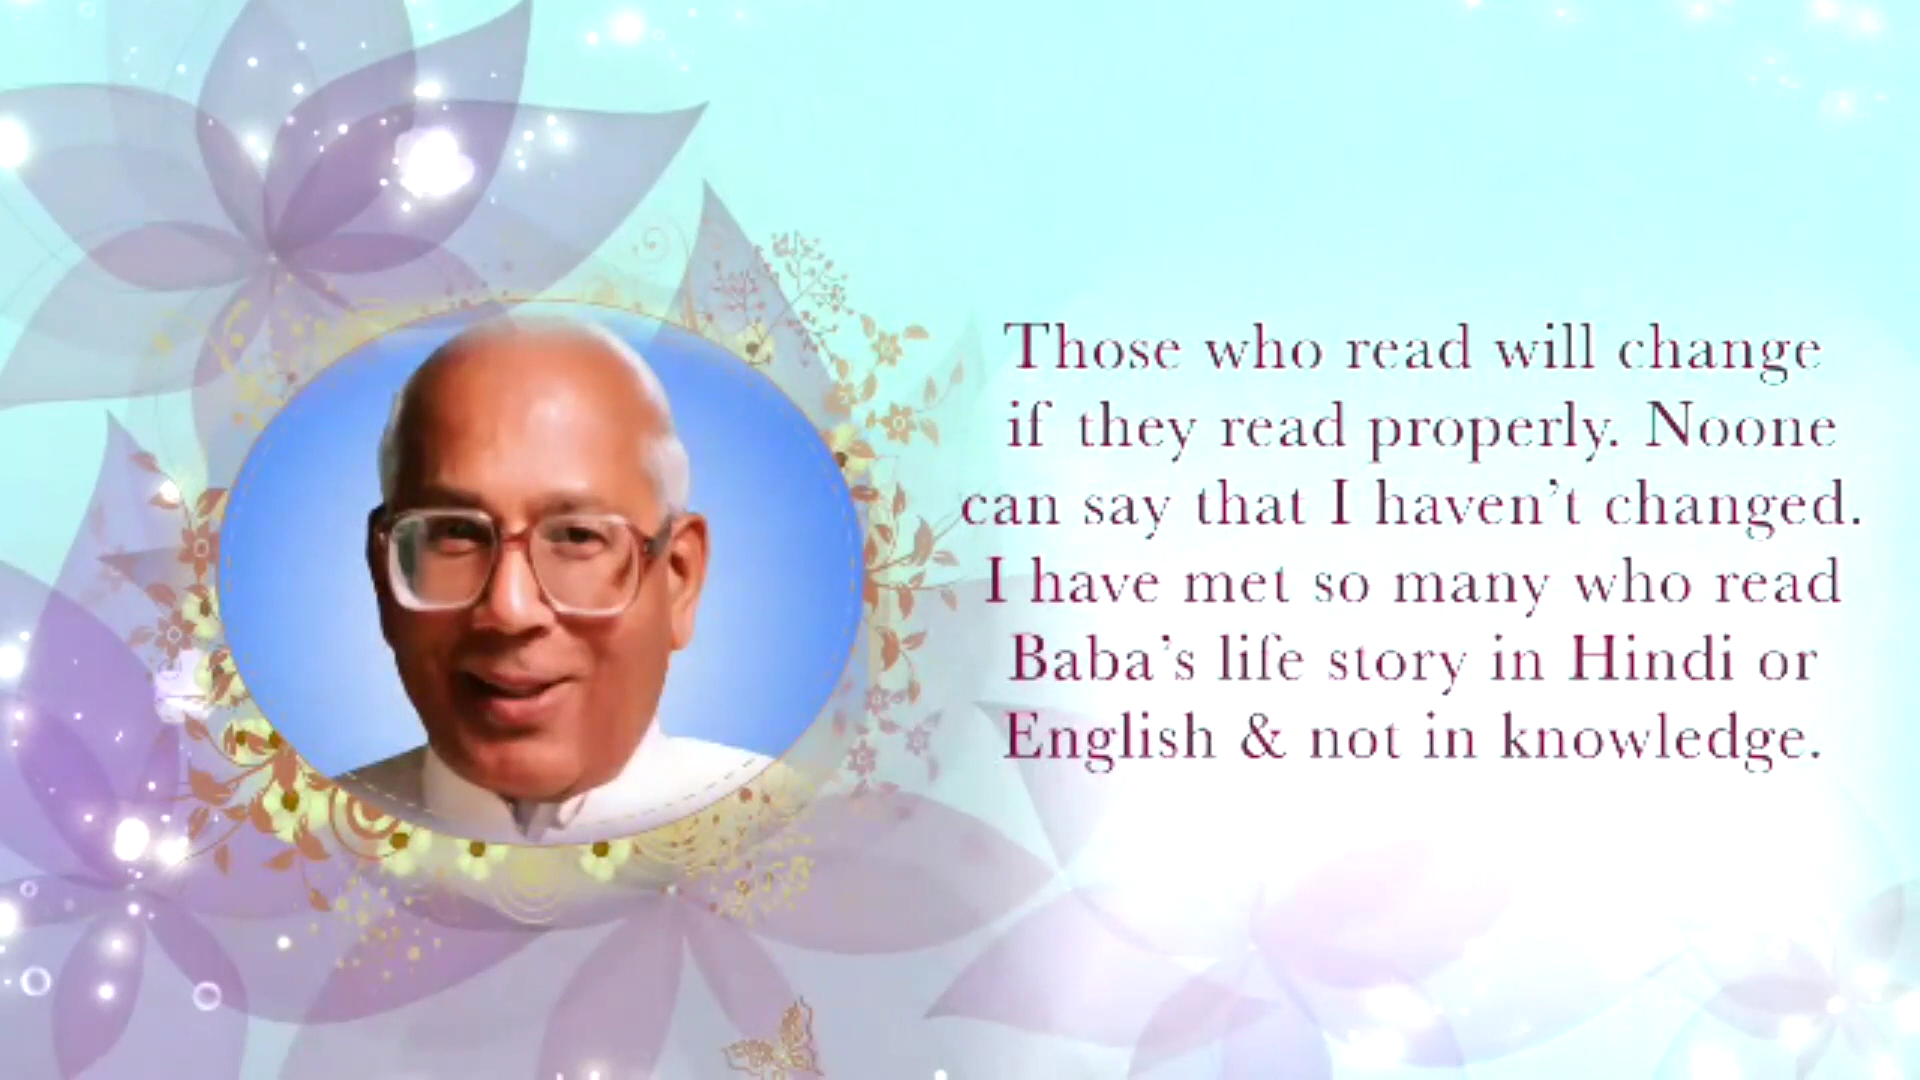 Those who read will change
if they read properly. Noone
can say that I haven’t changed.
I have met so many who read
Baba’s life story in Hindi or
English & not in knowledge.